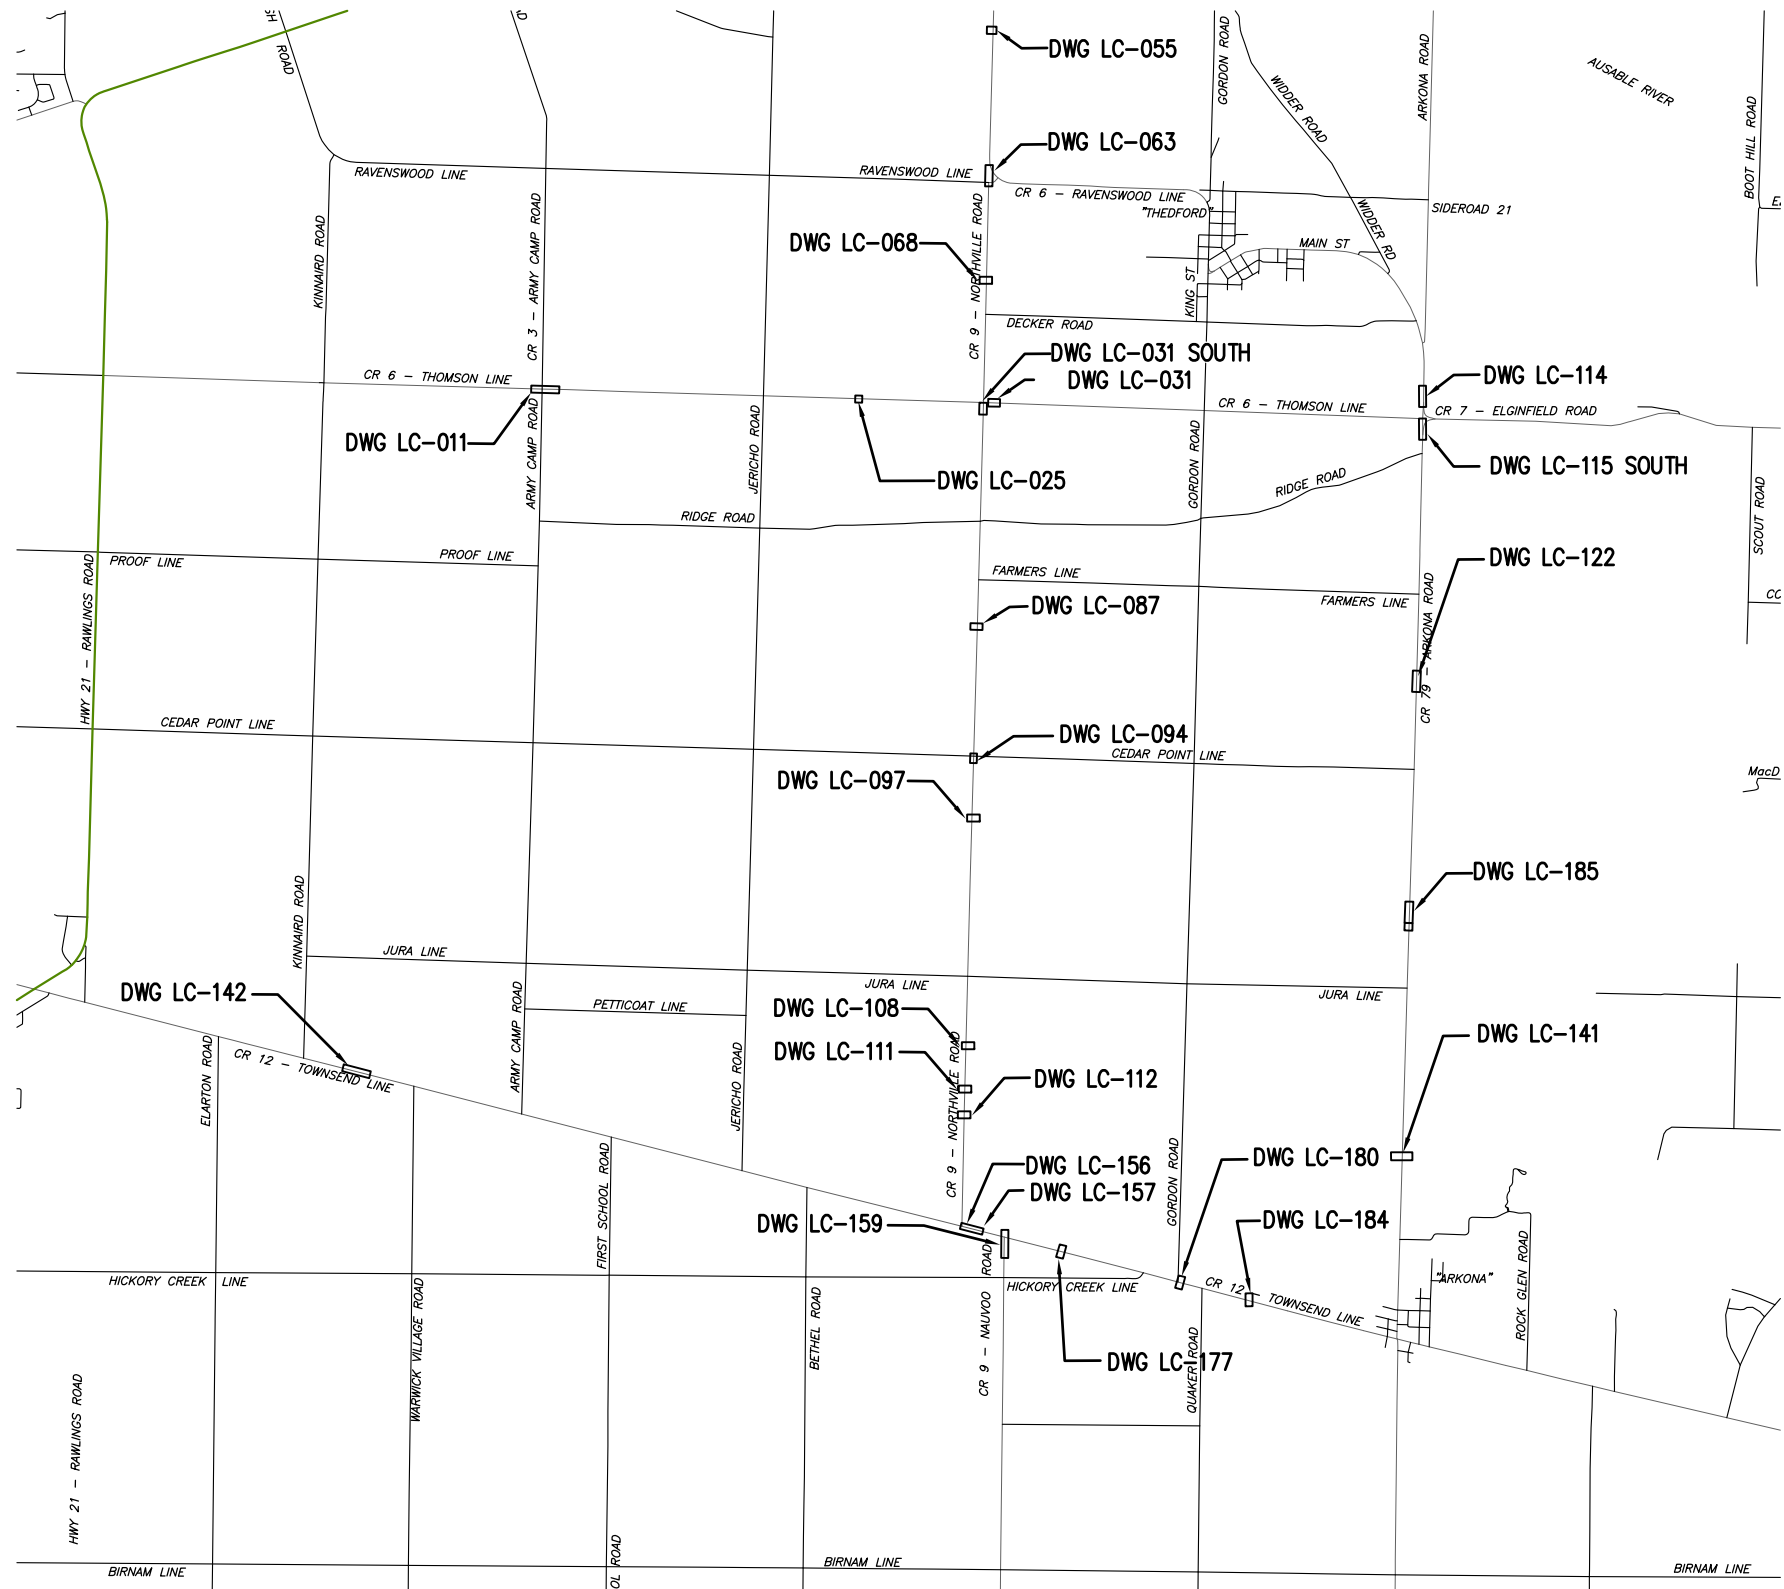 ROAD
DWG LC-055
GORDON ROAD
WIDDER ROAD
ARKONA ROAD
AUSABLE RIVER
BOOT HILL ROAD
DWG LC-063
RAVENSWOOD LINE
RAVENSWOOD LINE
CR 6 - RAVENSWOOD LINE
"THEDFORD"
WIDDER RD
SIDEROAD 21
KINNAIRD ROAD
CR 3 - ARMY CAMP ROAD
DWG LC-068
CR 9 - NORTHVILLE ROAD
MAIN ST
KING ST
DECKER ROAD
DWG LC-031 SOUTH
DWG LC-031
CR 6 - THOMSON LINE
CR 6 - THOMSON LINE
DWG LC-114
CR 7 - ELGINFIELD ROAD
DWG LC-011
ARMY CAMP ROAD
JERICHO ROAD
DWG LC-025
GORDON ROAD
RIDGE ROAD
DWG LC-115 SOUTH
SCOUT ROAD
RIDGE ROAD
PROOF LINE
PROOF LINE
HWY 21 - RAWLINGS ROAD
FARMERS LINE
FARMERS LINE
DWG LC-122
CR 79 - ARKONA ROAD
CO
DWG LC-087
CEDAR POINT LINE
DWG LC-094
CEDAR POINT LINE
DWG LC-097
MacD
KINNAIRD ROAD
DWG LC-185
JURA LINE
JURA LINE
JURA LINE
DWG LC-142
ARMY CAMP ROAD
PETTICOAT LINE
DWG LC-108
DWG LC-111
DWG LC-112
CR 9 - NORTHVILLE ROAD
DWG LC-141
ELARTON ROAD
CR 12 - TOWNSEND LINE
JERICHO ROAD
FIRST SCHOOL ROAD
GORDON ROAD
DWG LC-156
DWG LC-157
DWG LC-159
DWG LC-180
DWG LC-184
HICKORY CREEK LINE
WARWICK VILLAGE ROAD
BETHEL ROAD
CR 9 - NAUVOO ROAD
HICKORY CREEK LINE
CR 12 - TOWNSEND LINE
"ARKONA"
ROCK GLEN ROAD
DWG LC-177
QUAKER ROAD
HWY 21 - RAWLINGS ROAD
OL ROAD
BIRNAM LINE
BIRNAM LINE
BIRNAM LINE